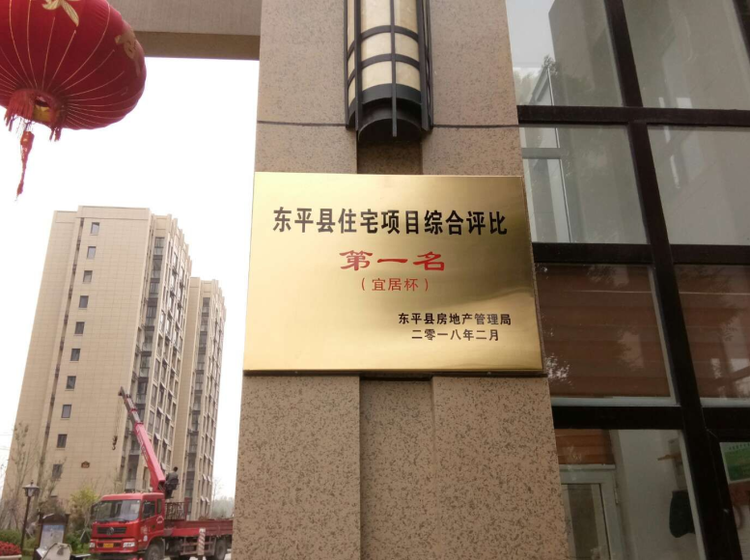 东平县住宅项目综合评比
第一名
（宜居杯）
东平县房地产管理局
二零一八年二月